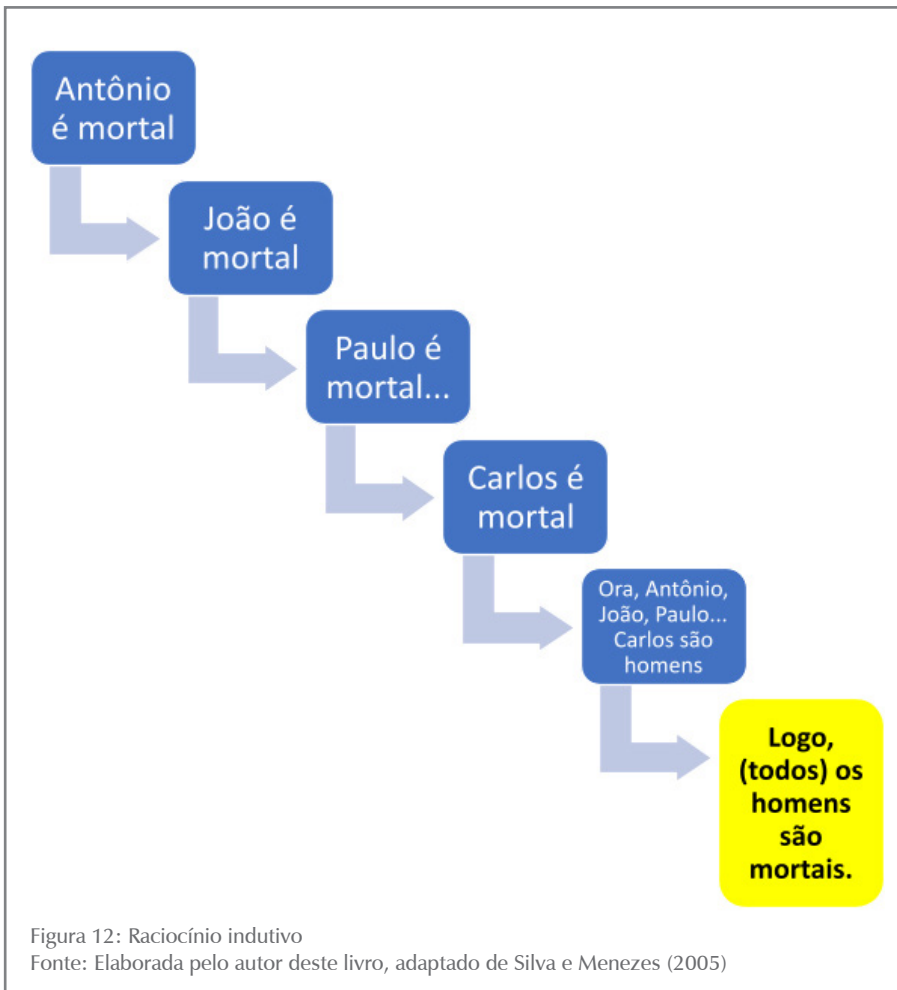 Antônio
é mortal
João é
mortal
Paulo é
mortal...
Carlos é
mortal
Ora, Antônio,
João, Paulo...
Carlos são
homens
Logo,
(todos) os
homens
são
mortais.
Figura 12: Raciocínio indutivo
Fonte: Elaborada pelo autor deste livro, adaptado de Silva e Menezes (2005)